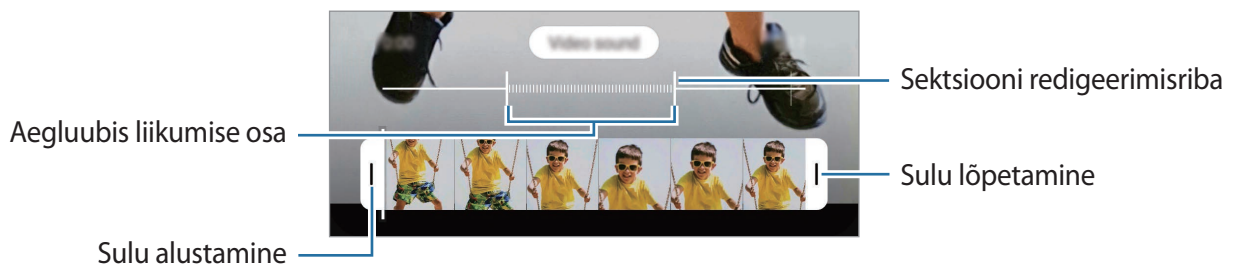 Video sound
Sektsiooni redigeerimisriba
Aegluubis liikumise osa
Sulu lõpetamine
Sulu alustamine